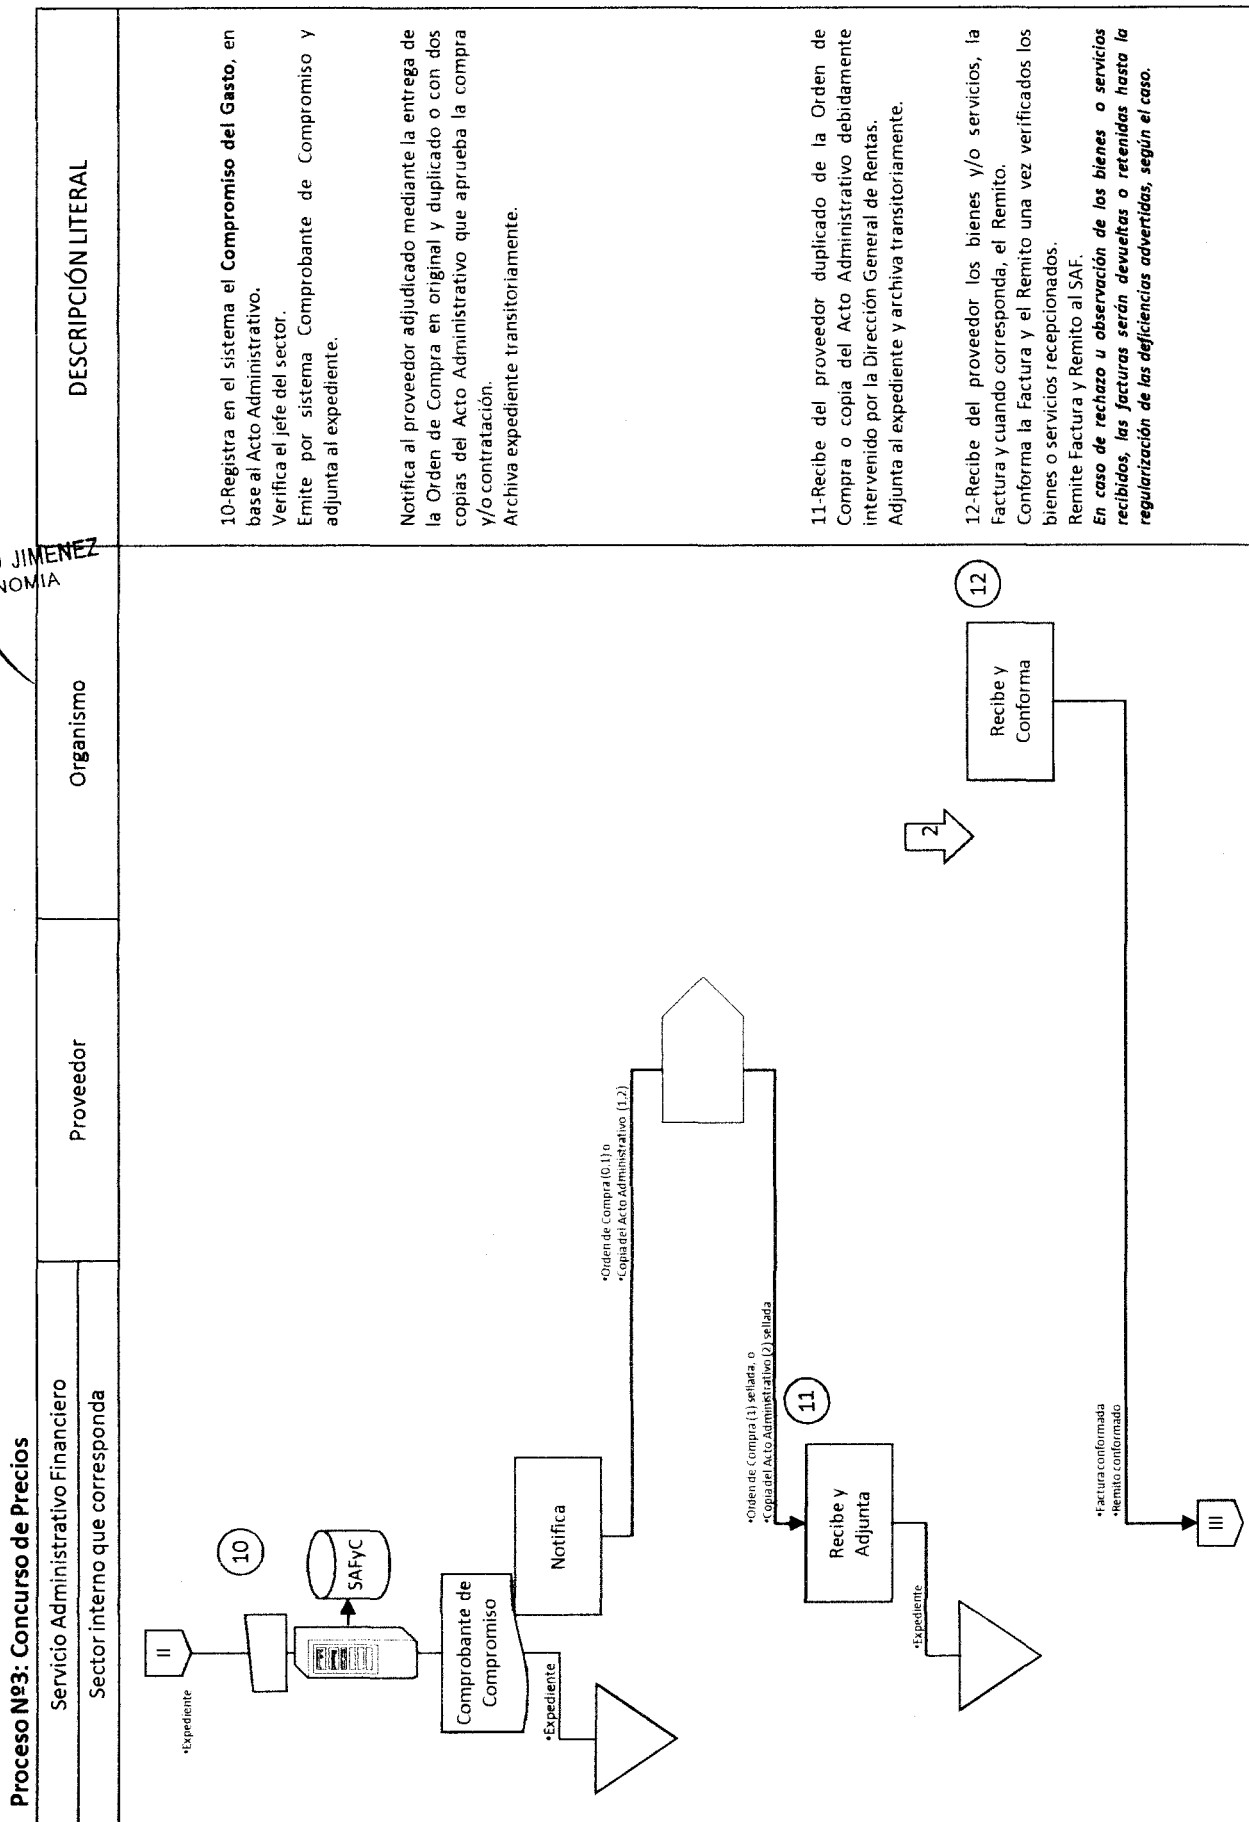 Proceso Nº3: Concurso de Precios
Servicio Administrativo Financiero
Sector interno que corresponda
Proveedor
Organismo
DESCRIPCIÓN LITERAL
JIMENEZ
II
•Expediente
10
SAFyC
Comprobante de
Compromiso
•Expediente
Notifica
•Orden de Compra (0,1) o
•Copia del Acto Administrativo (1,2)
•Orden de Compra (1) sellada, o
•Copia del Acto Administrativo (2) sellada
11
Recibe y
Adjunta
•Expediente
2
12
Recibe y
Conforma
•Factura conformada
•Remito conformado
III
10-Registra en el sistema el Compromiso del Gasto, en
base al Acto Administrativo.
Verifica el jefe del sector.
Emite por sistema Comprobante de Compromiso y
adjunta al expediente.
Notifica al proveedor adjudicado mediante la entrega de
la Orden de Compra en original y duplicado o con dos
copias del Acto Administrativo que aprueba la compra
y/o contratación.
Archiva expediente transitoriamente.
11-Recibe del proveedor duplicado de la Orden de
Compra o copia del Acto Administrativo debidamente
intervenido por la Dirección General de Rentas.
Adjunta al expediente y archiva transitoriamente.
12-Recibe del proveedor los bienes y/o servicios, la
Factura y cuando corresponda, el Remito.
Conforma la Factura y el Remito una vez verificados los
bienes o servicios recepcionados.
Remite Factura y Remito al SAF.
En caso de rechazo u observación de los bienes o servicios
recibidos, las facturas serán devueltas o retenidas hasta la
regularización de las deficiencias advertidas, según el caso.